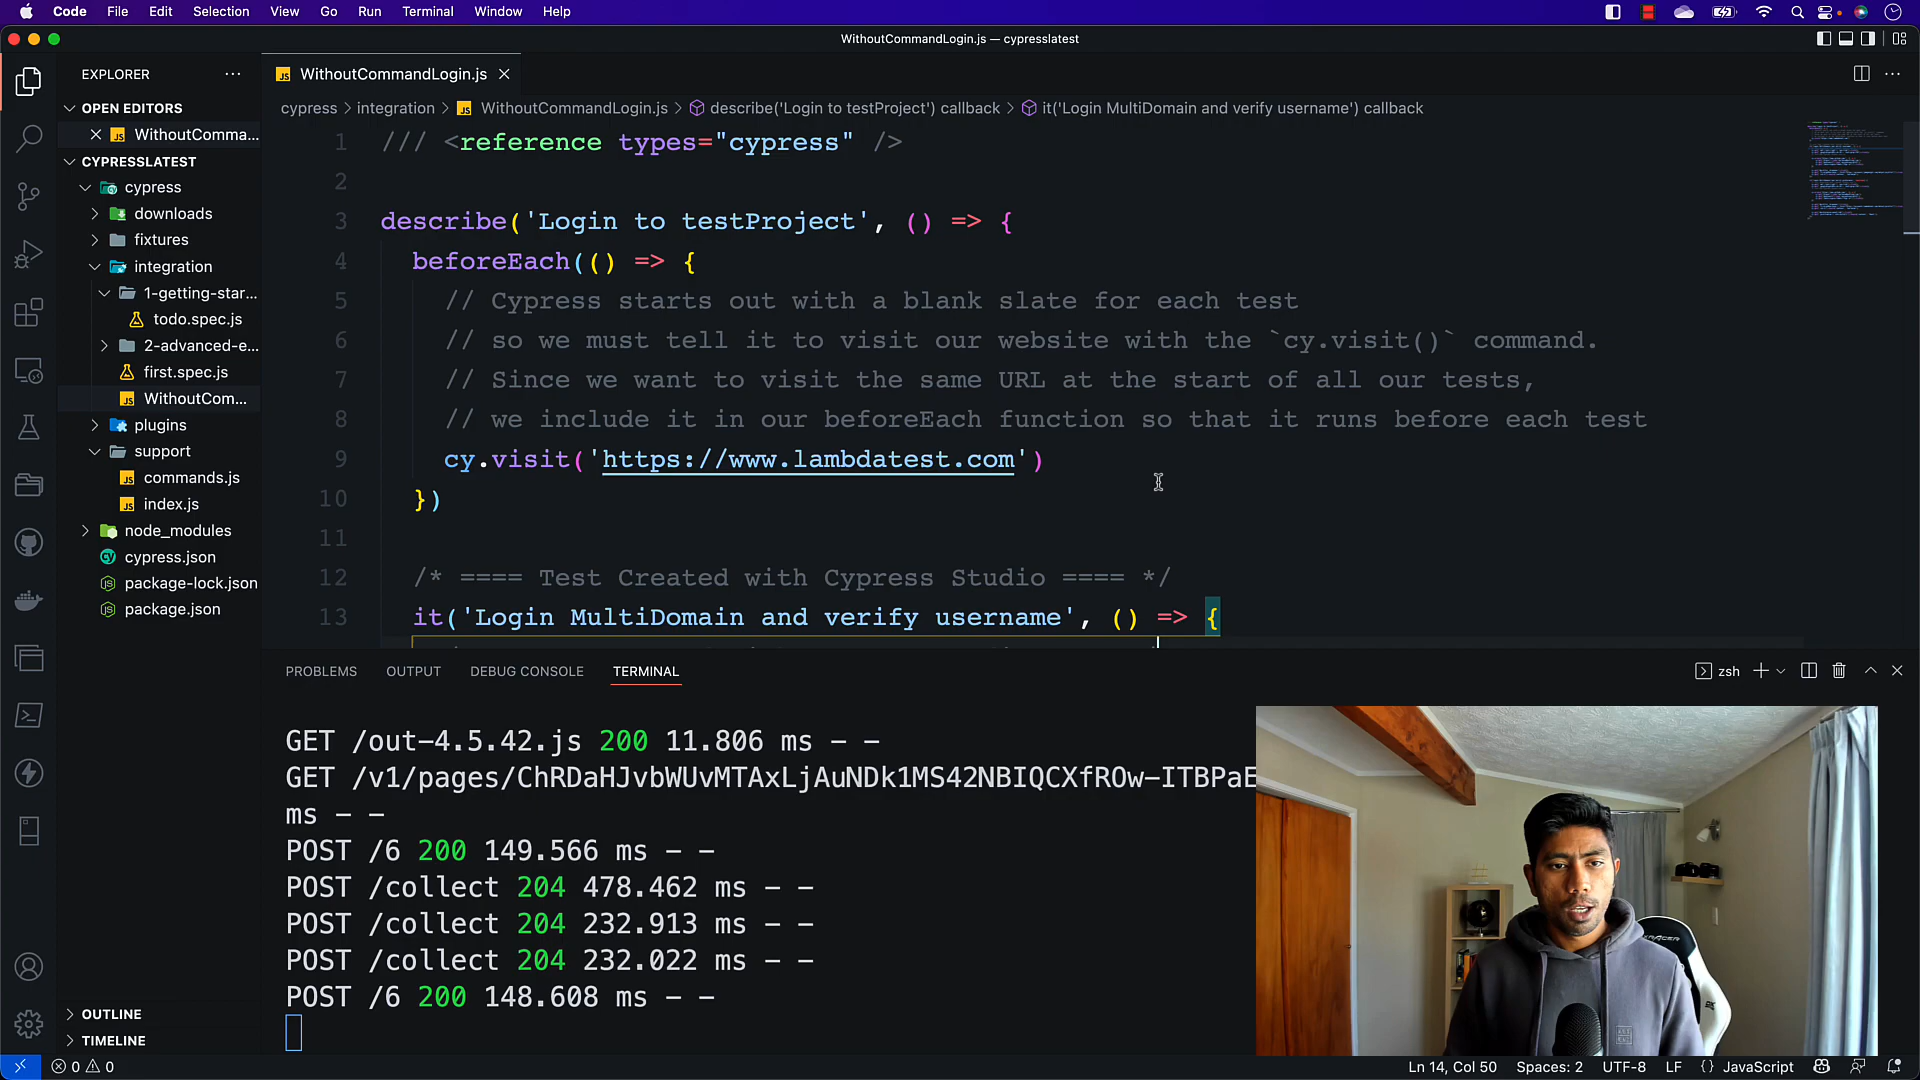 Code File Edit Selection View Go Run Terminal Window Help
WithoutCommandLogin.js — cypresslatest
EXPLORER
OPEN EDITORS
WithoutComma...
CYPRESSLATEST
cypress
downloads
fixtures
integration
1-getting-star...
todo.spec.js
2-advanced-e...
first.spec.js
WithoutCom...
plugins
support
commands.js
index.js
node_modules
cypress.json
package-lock.json
package.json
OUTLINE
TIMELINE
WithoutCommandLogin.js
cypress > integration > WithoutCommandLogin.js > describe('Login to testProject') callback > it('Login MultiDomain and verify username') callback
1 /// <reference types="cypress" />
2
3 describe('Login to testProject', () => {
4 beforeEach(() => {
5 // Cypress starts out with a blank slate for each test
6 // so we must tell it to visit our website with the `cy.visit()` command.
7 // Since we want to visit the same URL at the start of all our tests,
8 // we include it in our beforeEach function so that it runs before each test
9 cy.visit('https://www.lambdatest.com')
10 })
11
12 /* ==== Test Created with Cypress Studio ==== */
13 it('Login MultiDomain and verify username', () => {
PROBLEMS OUTPUT DEBUG CONSOLE TERMINAL
zsh
GET /out-4.5.42.js 200 11.806 ms - -
GET /v1/pages/ChRDaHJvbWUvMTAxLjAuNDk1MS42NBIQCXfROw-ITBPaE
ms - -
POST /6 200 149.566 ms - -
POST /collect 204 478.462 ms - -
POST /collect 204 232.913 ms - -
POST /collect 204 232.022 ms - -
POST /6 200 148.608 ms - -
0 0
Ln 14, Col 50 Spaces: 2 UTF-8 LF {} JavaScript